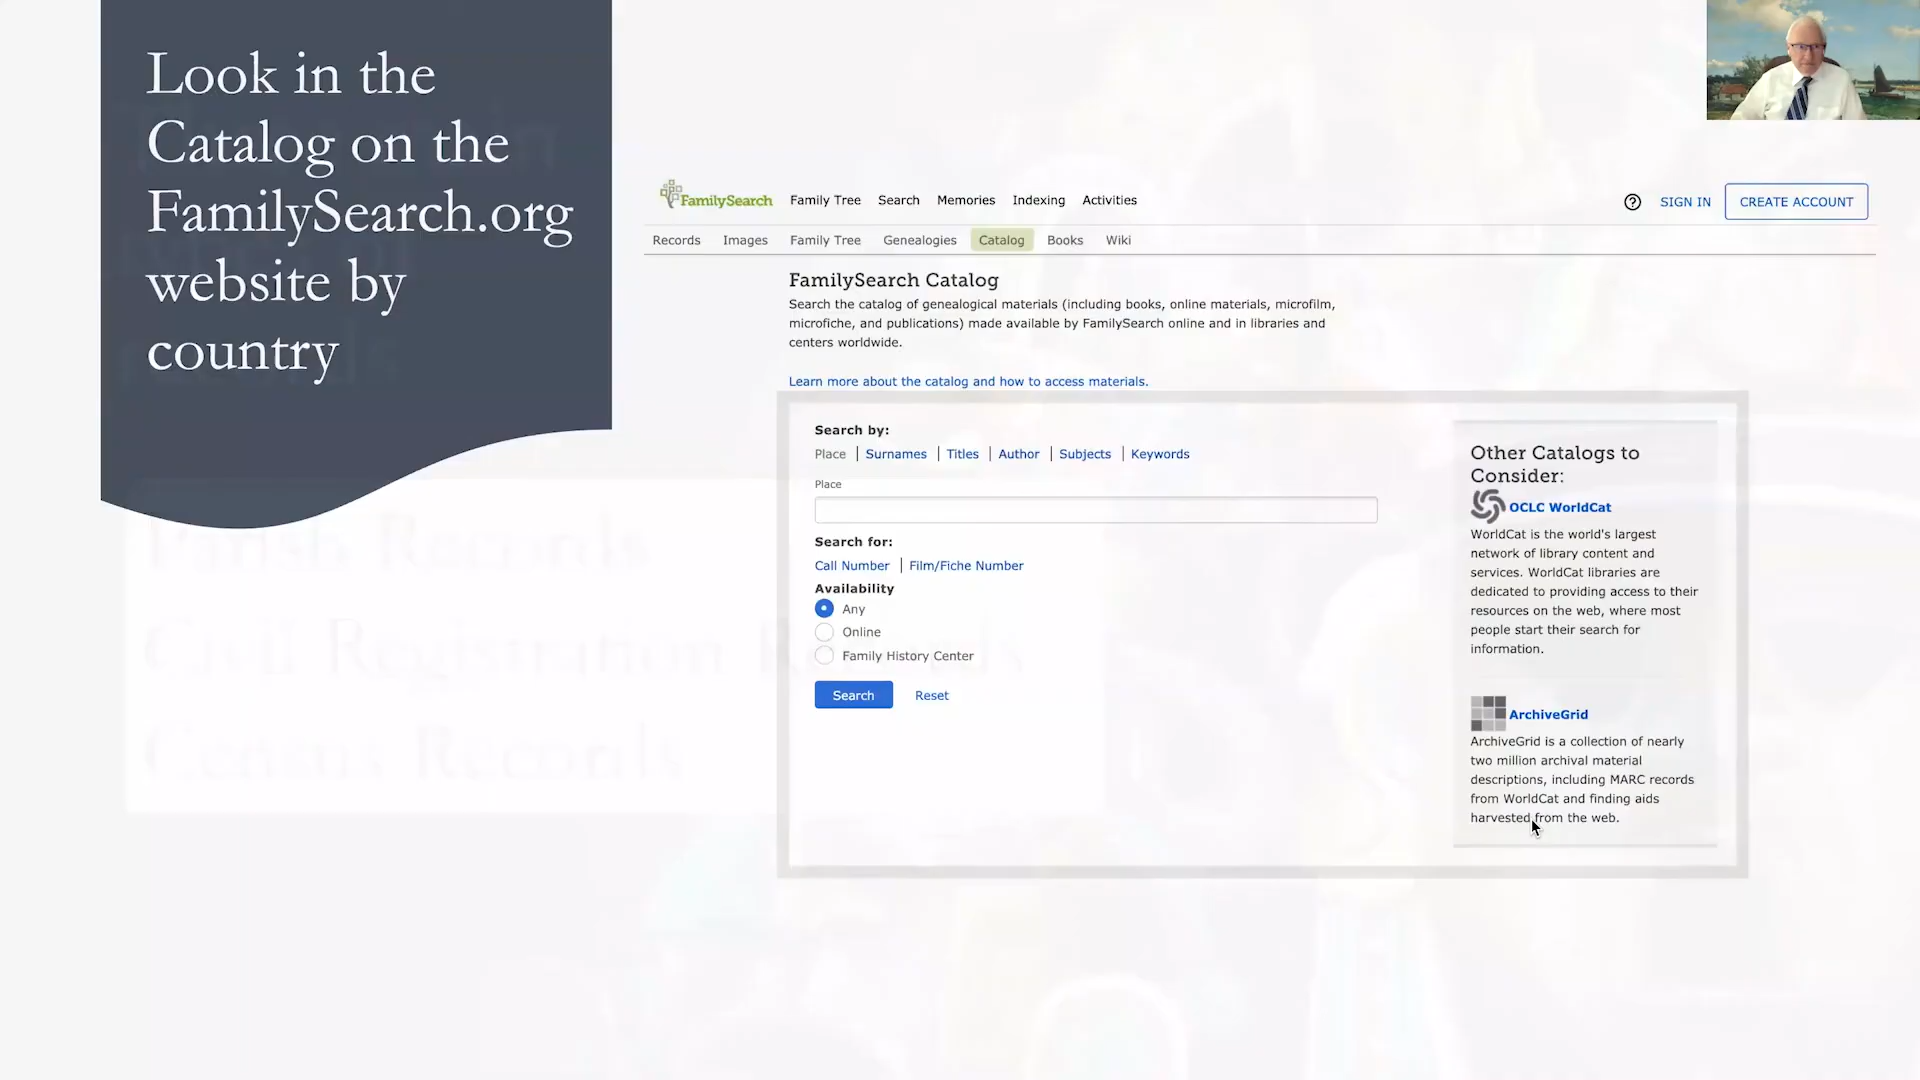 Look in the
Catalog on the
FamilySearch.org
website by
country
FamilySearch
Family Tree
Search
Memories
Indexing
Activities
SIGN IN
CREATE ACCOUNT
Records
Images
Family Tree
Genealogies
Catalog
Books
Wiki
FamilySearch Catalog
Search the catalog of genealogical materials (including books, online materials, microfilm,
microfiche, and publications) made available by FamilySearch online and in libraries and
centers worldwide.
Learn more about the catalog and how to access materials.
Search by:
Place | Surnames | Titles | Author | Subjects | Keywords
Place
Search for:
Call Number | Film/Fiche Number
Availability
Any
Online
Family History Center
Search
Reset
Other Catalogs to
Consider:
OCLC WorldCat
WorldCat is the world's largest
network of library content and
services. WorldCat libraries are
dedicated to providing access to their
resources on the web, where most
people start their search for
information.
ArchiveGrid
ArchiveGrid is a collection of nearly
two million archival material
descriptions, including MARC records
from WorldCat and finding aids
harvested from the web.
Parish Records
Civil Registration Records
Census Records